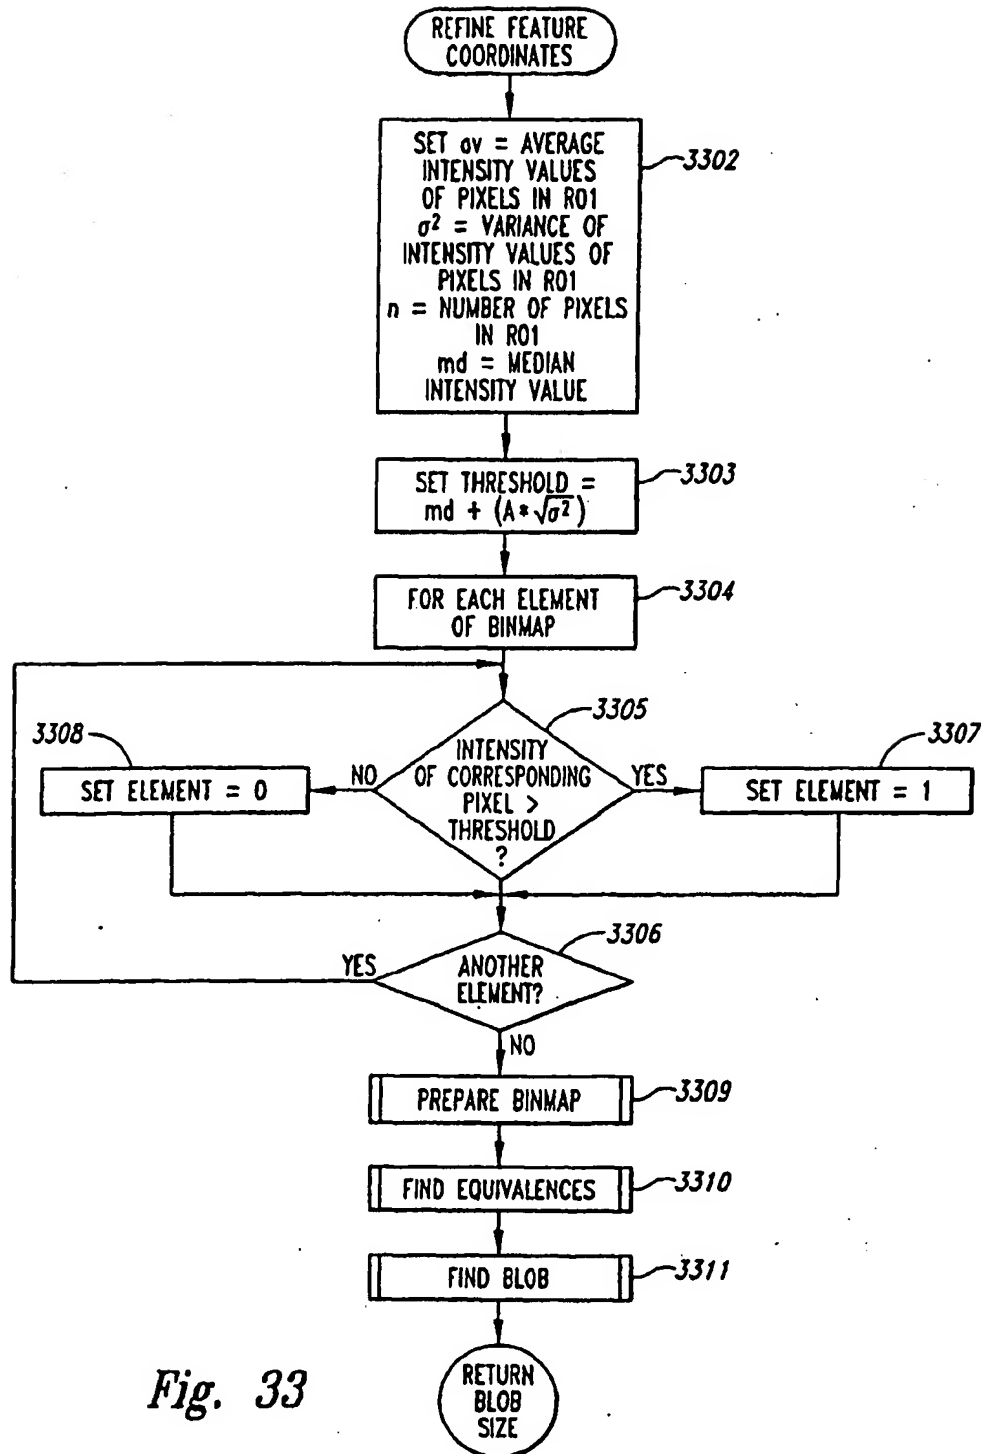 REFINE FEATURE
COORDINATES
SET av = AVERAGE
INTENSITY VALUES
OF PIXELS IN R01
σ² = VARIANCE OF
INTENSITY VALUES OF
PIXELS IN R01
n = NUMBER OF PIXELS
IN R01
md = MEDIAN
INTENSITY VALUE
3302
SET THRESHOLD =
md + (A*√σ²)
3303
FOR EACH ELEMENT
OF BINMAP
3304
3305
INTENSITY
OF CORRESPONDING
PIXEL >
THRESHOLD
?
3308
NO
SET ELEMENT = 0
YES
3307
SET ELEMENT = 1
3306
YES
ANOTHER
ELEMENT?
NO
PREPARE BINMAP
3309
FIND EQUIVALENCES
3310
FIND BLOB
3311
RETURN
BLOB
SIZE
Fig. 33